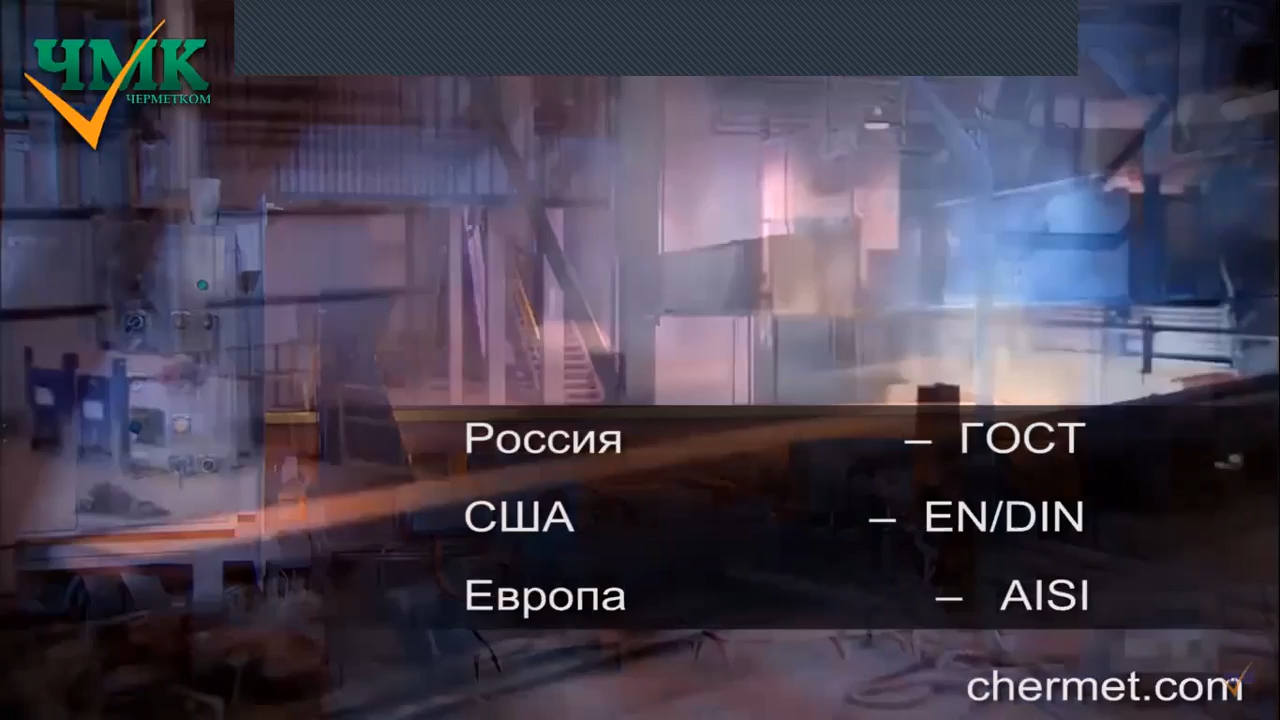 ЧМК
ЧЕРМЕТКОМ
Россия – ГОСТ
США – EN/DIN
Европа – AISI
chermet.com